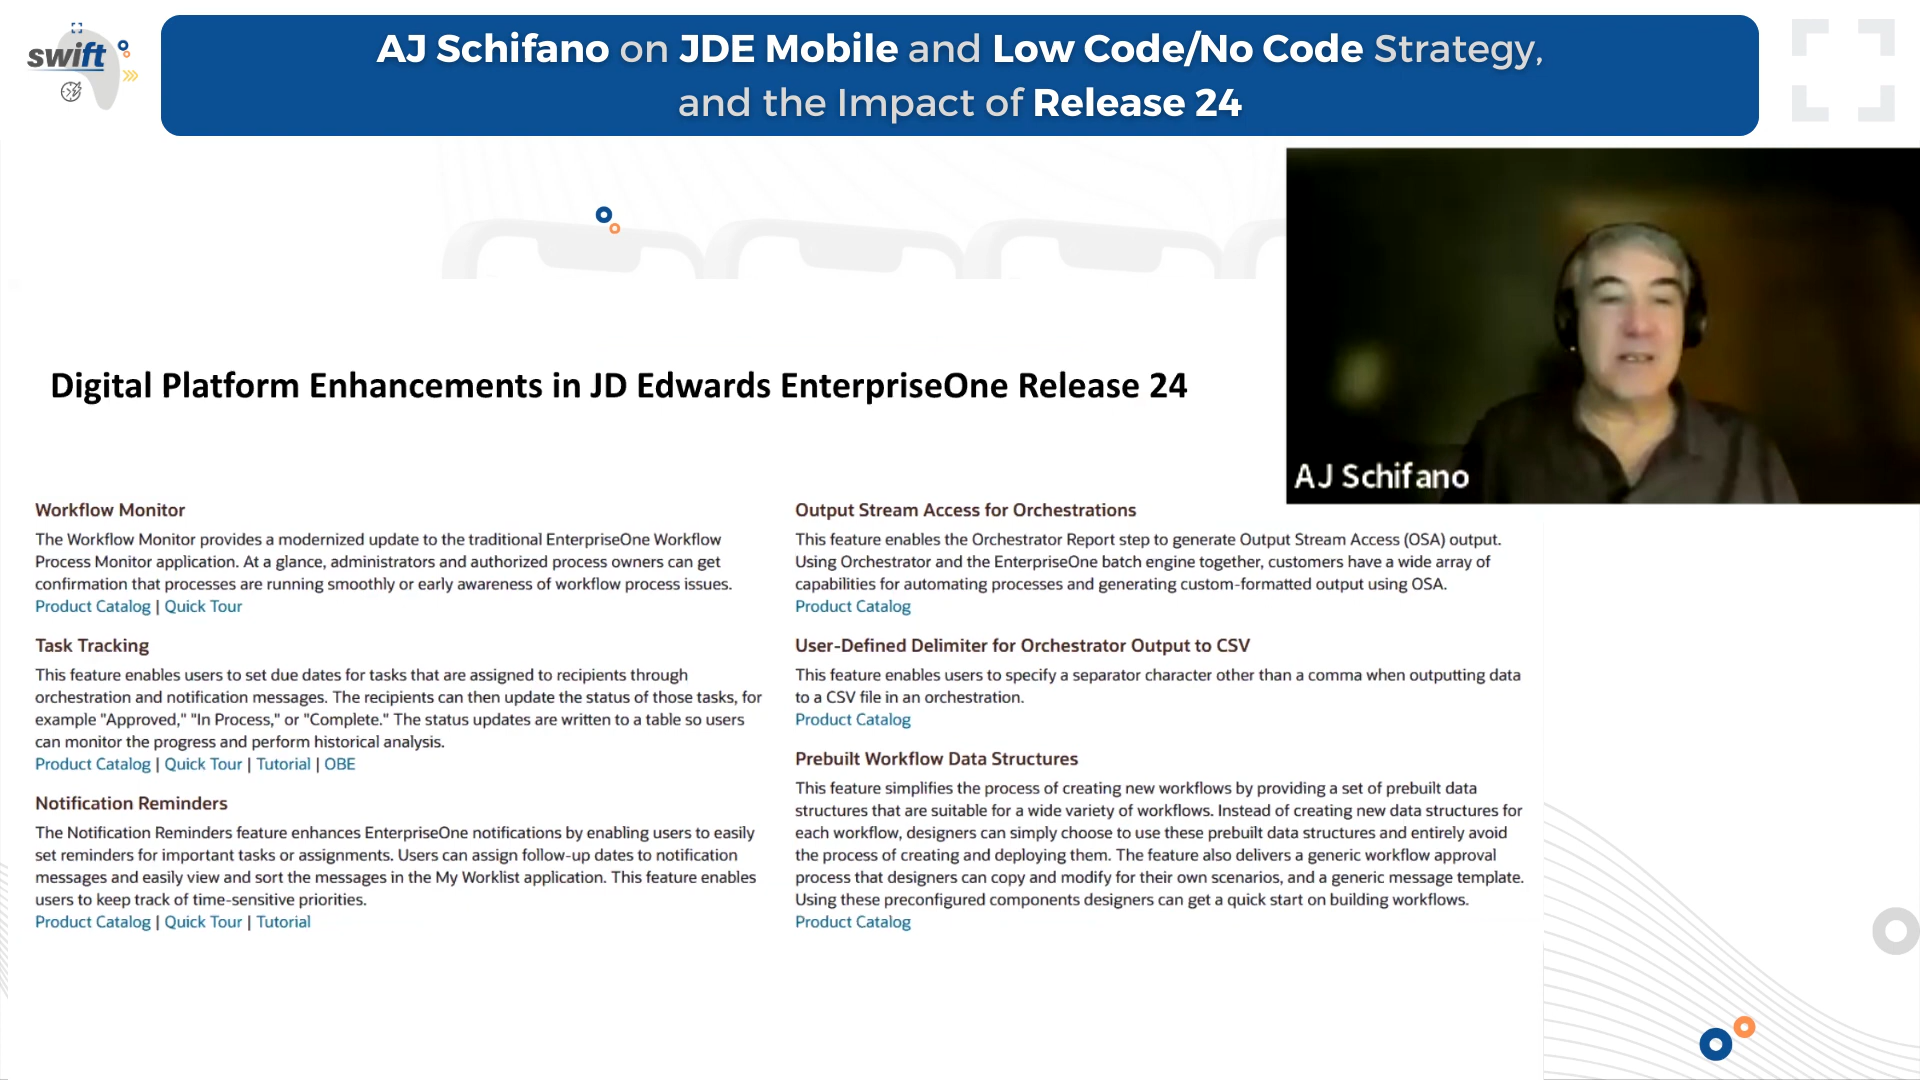 swift
AJ Schifano on JDE Mobile and Low Code/No Code Strategy,
and the Impact of Release 24
AJ Schifano
Digital Platform Enhancements in JD Edwards EnterpriseOne Release 24
Workflow Monitor
The Workflow Monitor provides a modernized update to the traditional EnterpriseOne Workflow
Process Monitor application. At a glance, administrators and authorized process owners can get
confirmation that processes are running smoothly or early awareness of workflow process issues.
Product Catalog | Quick Tour
Task Tracking
This feature enables users to set due dates for tasks that are assigned to recipients through
orchestration and notification messages. The recipients can then update the status of those tasks, for
example "Approved," "In Process," or "Complete." The status updates are written to a table so users
can monitor the progress and perform historical analysis.
Product Catalog | Quick Tour | Tutorial | OBE
Notification Reminders
The Notification Reminders feature enhances EnterpriseOne notifications by enabling users to easily
set reminders for important tasks or assignments. Users can assign follow-up dates to notification
messages and easily view and sort the messages in the My Worklist application. This feature enables
users to keep track of time-sensitive priorities.
Product Catalog | Quick Tour | Tutorial
Output Stream Access for Orchestrations
This feature enables the Orchestrator Report step to generate Output Stream Access (OSA) output.
Using Orchestrator and the EnterpriseOne batch engine together, customers have a wide array of
capabilities for automating processes and generating custom-formatted output using OSA.
Product Catalog
User-Defined Delimiter for Orchestrator Output to CSV
This feature enables users to specify a separator character other than a comma when outputting data
to a CSV file in an orchestration.
Product Catalog
Prebuilt Workflow Data Structures
This feature simplifies the process of creating new workflows by providing a set of prebuilt data
structures that are suitable for a wide variety of workflows. Instead of creating new data structures for
each workflow, designers can simply choose to use these prebuilt data structures and entirely avoid
the process of creating and deploying them. The feature also delivers a generic workflow approval
process that designers can copy and modify for their own scenarios, and a generic message template.
Using these preconfigured components designers can get a quick start on building workflows.
Product Catalog